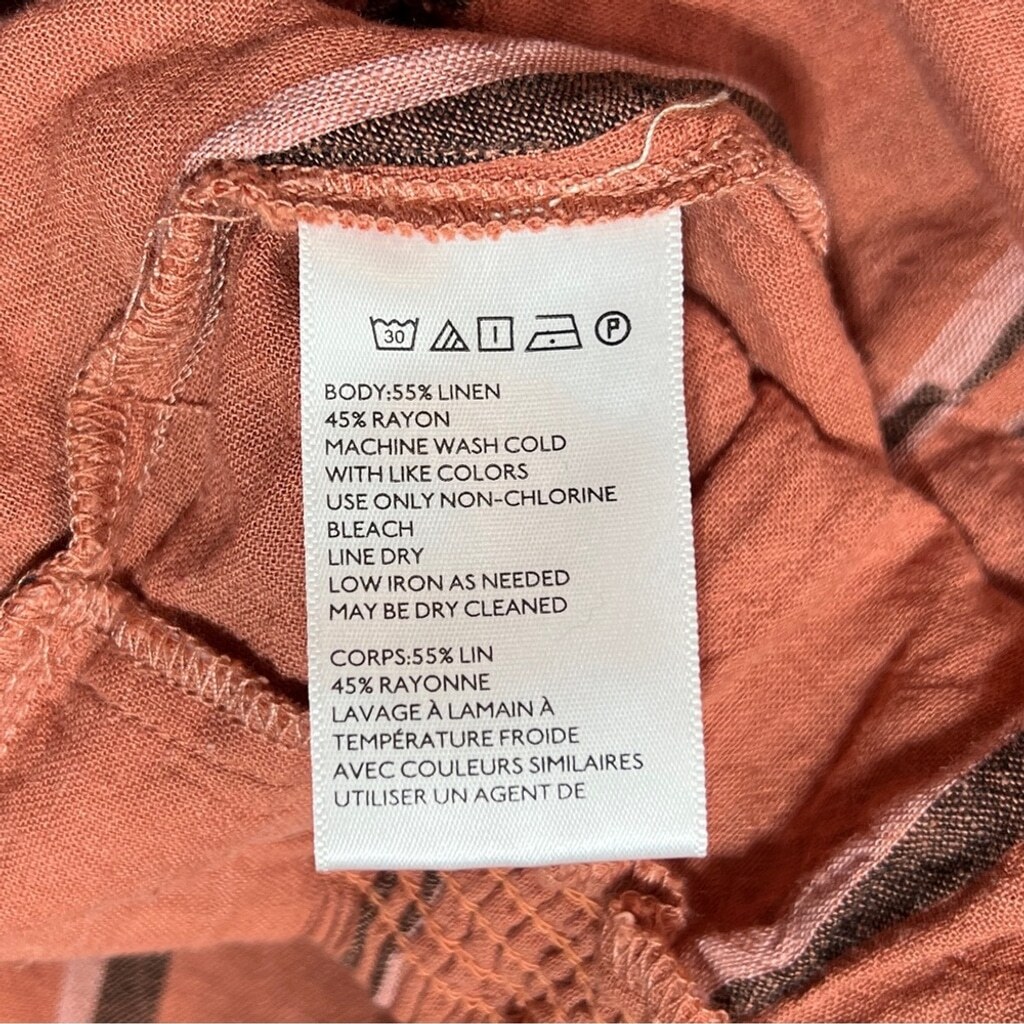 30 P
BODY:55% LINEN
45% RAYON
MACHINE WASH COLD
WITH LIKE COLORS
USE ONLY NON-CHLORINE
BLEACH
LINE DRY
LOW IRON AS NEEDED
MAY BE DRY CLEANED
CORPS:55% LIN
45% RAYONNE
LAVAGE À LAMAIN À
TEMPÉRATURE FROIDE
AVEC COULEURS SIMILAIRES
UTILISER UN AGENT DE